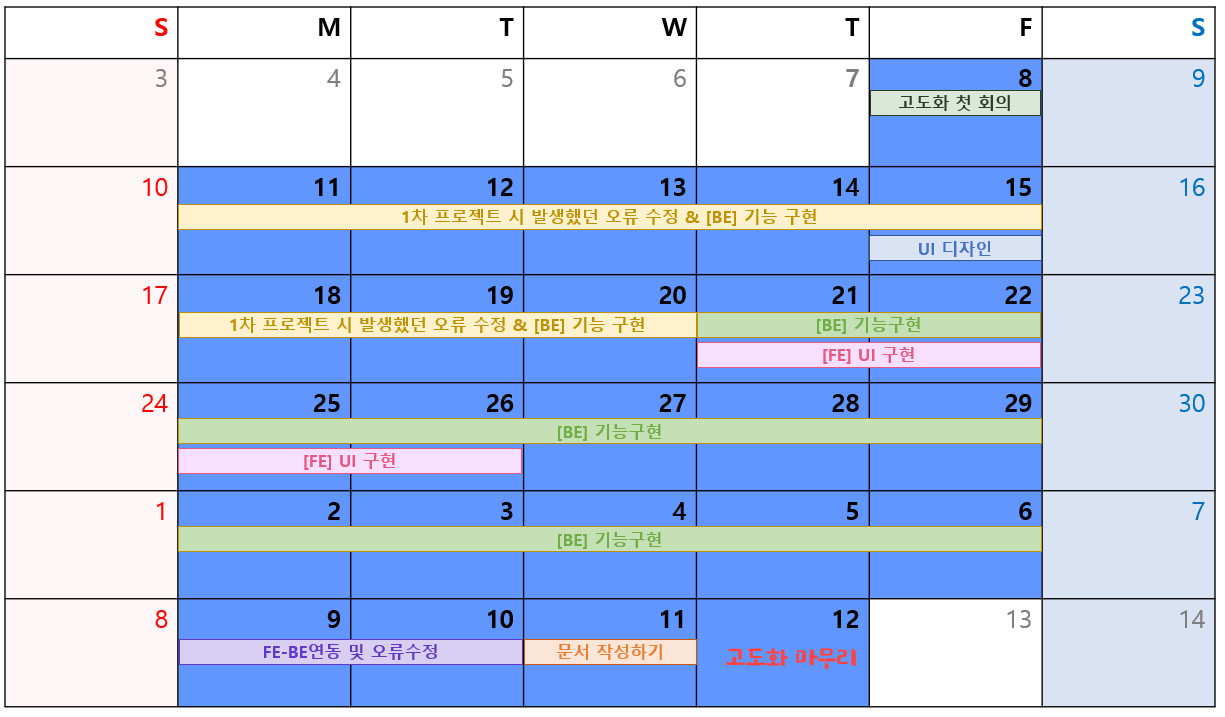 S M T W T F S
3 4 5 6 7 8 9
고도화 첫 회의
10 11 12 13 14 15 16
1차 프로젝트 시 발생했던 오류 수정 & [BE] 기능 구현
UI 디자인
17 18 19 20 21 22 23
1차 프로젝트 시 발생했던 오류 수정 & [BE] 기능 구현 [BE] 기능구현
[FE] UI 구현
24 25 26 27 28 29 30
[BE] 기능구현
[FE] UI 구현
1 2 3 4 5 6 7
[BE] 기능구현
8 9 10 11 12 13 14
FE-BE연동 및 오류수정 문서 작성하기 고도화 마무리